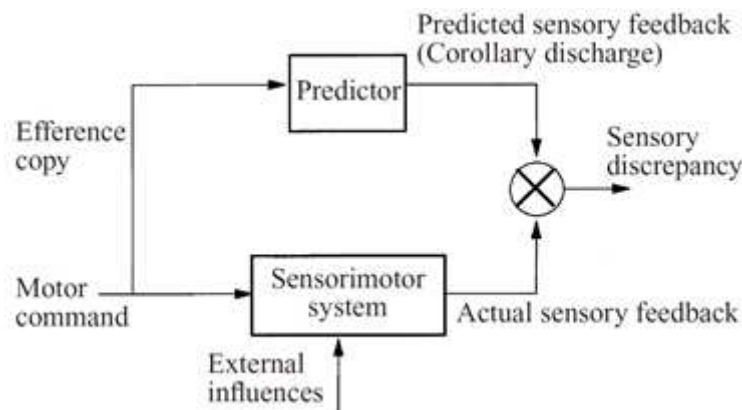 Predicted sensory feedback
(Corollary discharge)
Predictor
Efference
copy
Sensory
discrepancy
Sensorimotor
system
Motor
command
Actual sensory feedback
External
influences